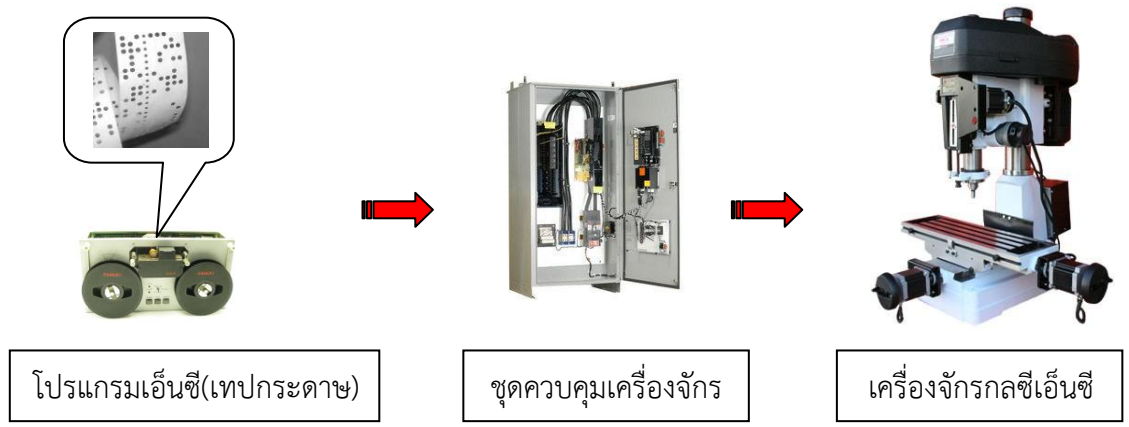 โปรแกรมเอ็นซี(เทปกระดาษ)
ชุดควบคุมเครื่องจักร
เครื่องจักรกลซีเอ็นซี